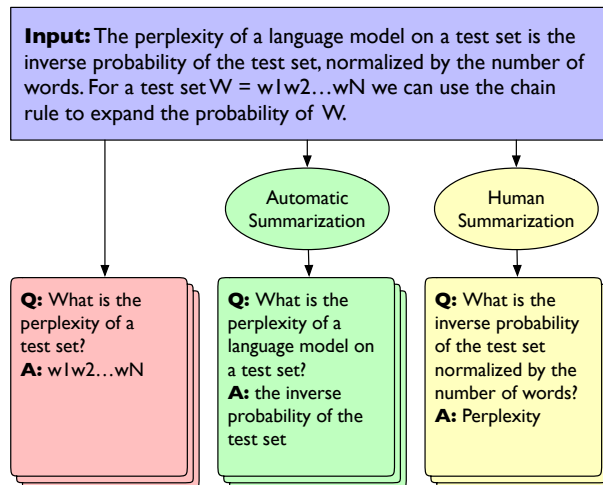 Input: The perplexity of a language model on a test set is the
inverse probability of the test set, normalized by the number of
words. For a test set W = w1w2…wN we can use the chain
rule to expand the probability of W.
Automatic
Summarization
Human
Summarization
Q: What is the
perplexity of a
test set?
A: w1w2…wN
Q: What is the
perplexity of a
language model on
a test set?
A: the inverse
probability of the
test set
Q: What is the
inverse probability
of the test set
normalized by the
number of words?
A: Perplexity